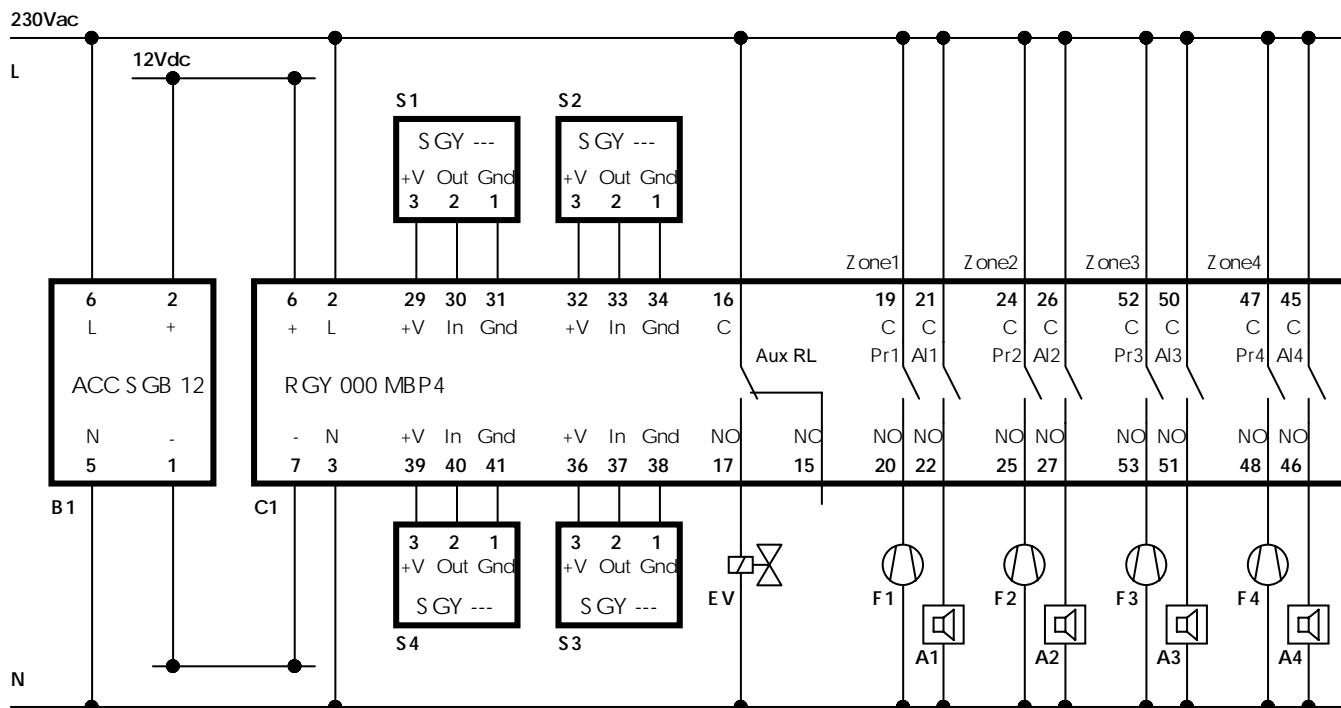 230Vac
L
12Vdc
S1 S2
SGY --- SGY ---
+V Out Gnd +V Out Gnd
3 2 1 3 2 1
Zone1 Zone2 Zone3 Zone4
6 2 6 2 29 30 31 32 33 34 16 19 21 24 26 52 50 47 45
L + + L +V In Gnd +V In Gnd C C C C C C C C C
Aux RL Pr1 Al1 Pr2 Al2 Pr3 Al3 Pr4 Al4
ACC SGB 12 RGY 000 MBP4
N - - N +V In Gnd +V In Gnd NO NO NO NO NO NO NO NO NO NO
5 1 7 3 39 40 41 36 37 38 17 15 20 22 25 27 53 51 48 46
B1 C1
3 2 1 3 2 1
+V Out Gnd +V Out Gnd
EV F1 F2 F3 F4
SGY --- SGY ---
S4 S3
A1 A2 A3 A4
N